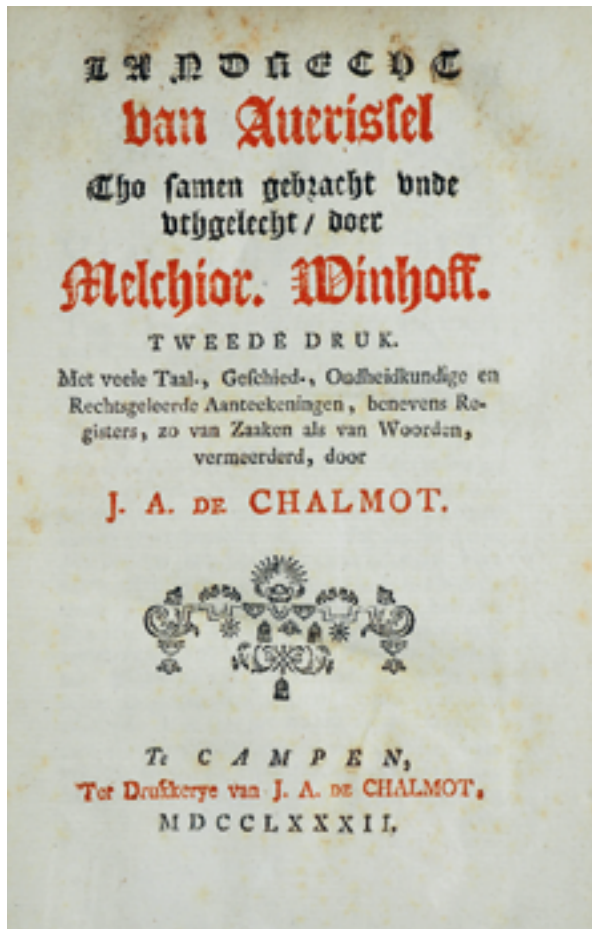 LANDRECHT
van Aueriſſel
Tho ſamen gebracht vnde
vthgelecht / doer
Melchior. Winhoff.
TWEEDE DRUK.
Met veele Taal-, Geſchied-, Oudheidkundige en
Rechtsgeleerde Aanteekeningen, benevens Re-
giſters, zo van Zaaken als van Woorden,
vermeerderd, door
J. A. DE CHALMOT.
Te CAMPEN,
Ter Drukkerye van J. A. DE CHALMOT,
MDCCLXXXII.